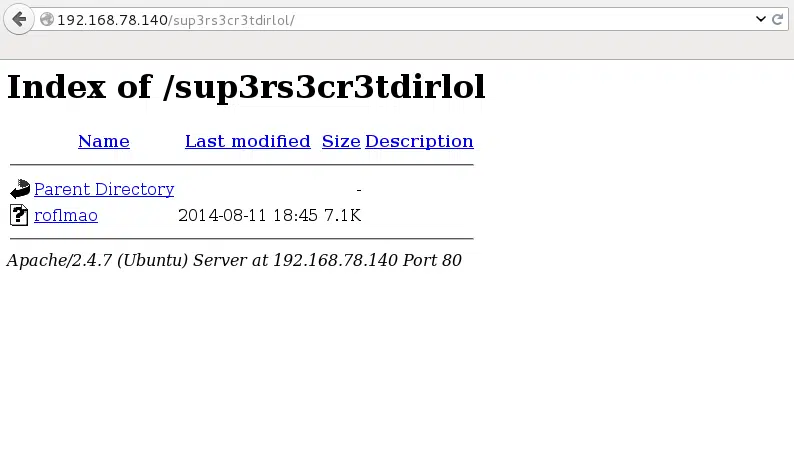 192.168.78.140/sup3rs3cr3tdirlol/
Index of /sup3rs3cr3tdirlol
Name Last modified Size Description
Parent Directory -
roflmao 2014-08-11 18:45 7.1K
Apache/2.4.7 (Ubuntu) Server at 192.168.78.140 Port 80